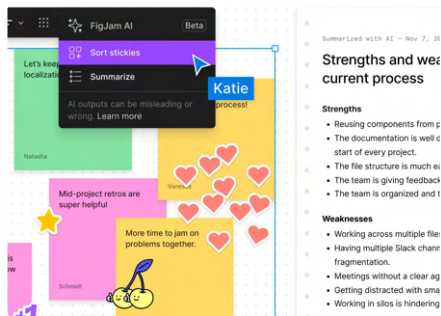 FigJam AI Beta
Sort stickies
Summarize
AI outputs can be misleading or
wrong. Learn more
Katie
Let's keep
localizatio
Natasha
process!
Vanessa
Mid-project retros are
super helpful
Schmidt
More time to jam on
problems together.
is
ow
+1
Summarized with AI – Nov 7, 20
Strengths and wea
current process
Strengths
• Reusing components from p
• The documentation is well d
start of every project.
• The file structure is much ea
• The team is giving feedback
• The team is organized and t
Weaknesses
• Working across multiple files
• Having multiple Slack chann
fragmentation.
• Meetings without a clear ag
• Getting distracted with sma
• Working in silos is hindering